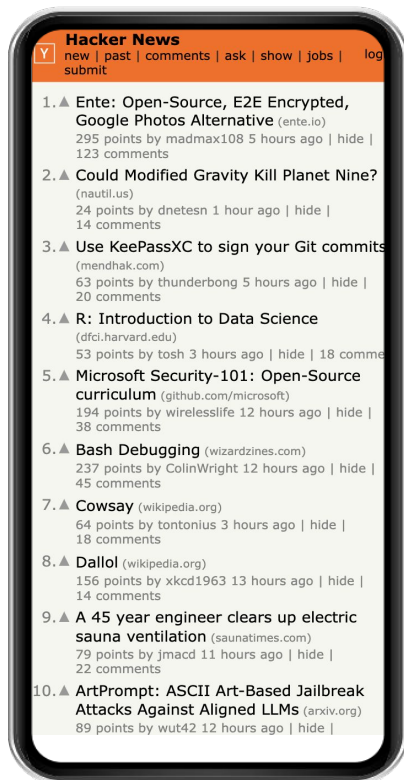 Y
Hacker News
new | past | comments | ask | show | jobs | log
submit
1. Ente: Open-Source, E2E Encrypted,
Google Photos Alternative (ente.io)
295 points by madmax108 5 hours ago | hide |
123 comments
2. Could Modified Gravity Kill Planet Nine?
(nautil.us)
24 points by dnetesn 1 hour ago | hide |
14 comments
3. Use KeePassXC to sign your Git commits
(mendhak.com)
63 points by thunderbong 5 hours ago | hide |
20 comments
4. R: Introduction to Data Science
(dfci.harvard.edu)
53 points by tosh 3 hours ago | hide | 18 comme
5. Microsoft Security-101: Open-Source
curriculum (github.com/microsoft)
194 points by wirelesslife 12 hours ago | hide |
38 comments
6. Bash Debugging (wizardzines.com)
237 points by ColinWright 12 hours ago | hide |
45 comments
7. Cowsay (wikipedia.org)
64 points by tontonius 3 hours ago | hide |
18 comments
8. Dallol (wikipedia.org)
156 points by xkcd1963 13 hours ago | hide |
14 comments
9. A 45 year engineer clears up electric
sauna ventilation (saunatimes.com)
79 points by jmacd 11 hours ago | hide |
22 comments
10. ArtPrompt: ASCII Art-Based Jailbreak
Attacks Against Aligned LLMs (arxiv.org)
89 points by wut42 12 hours ago | hide |